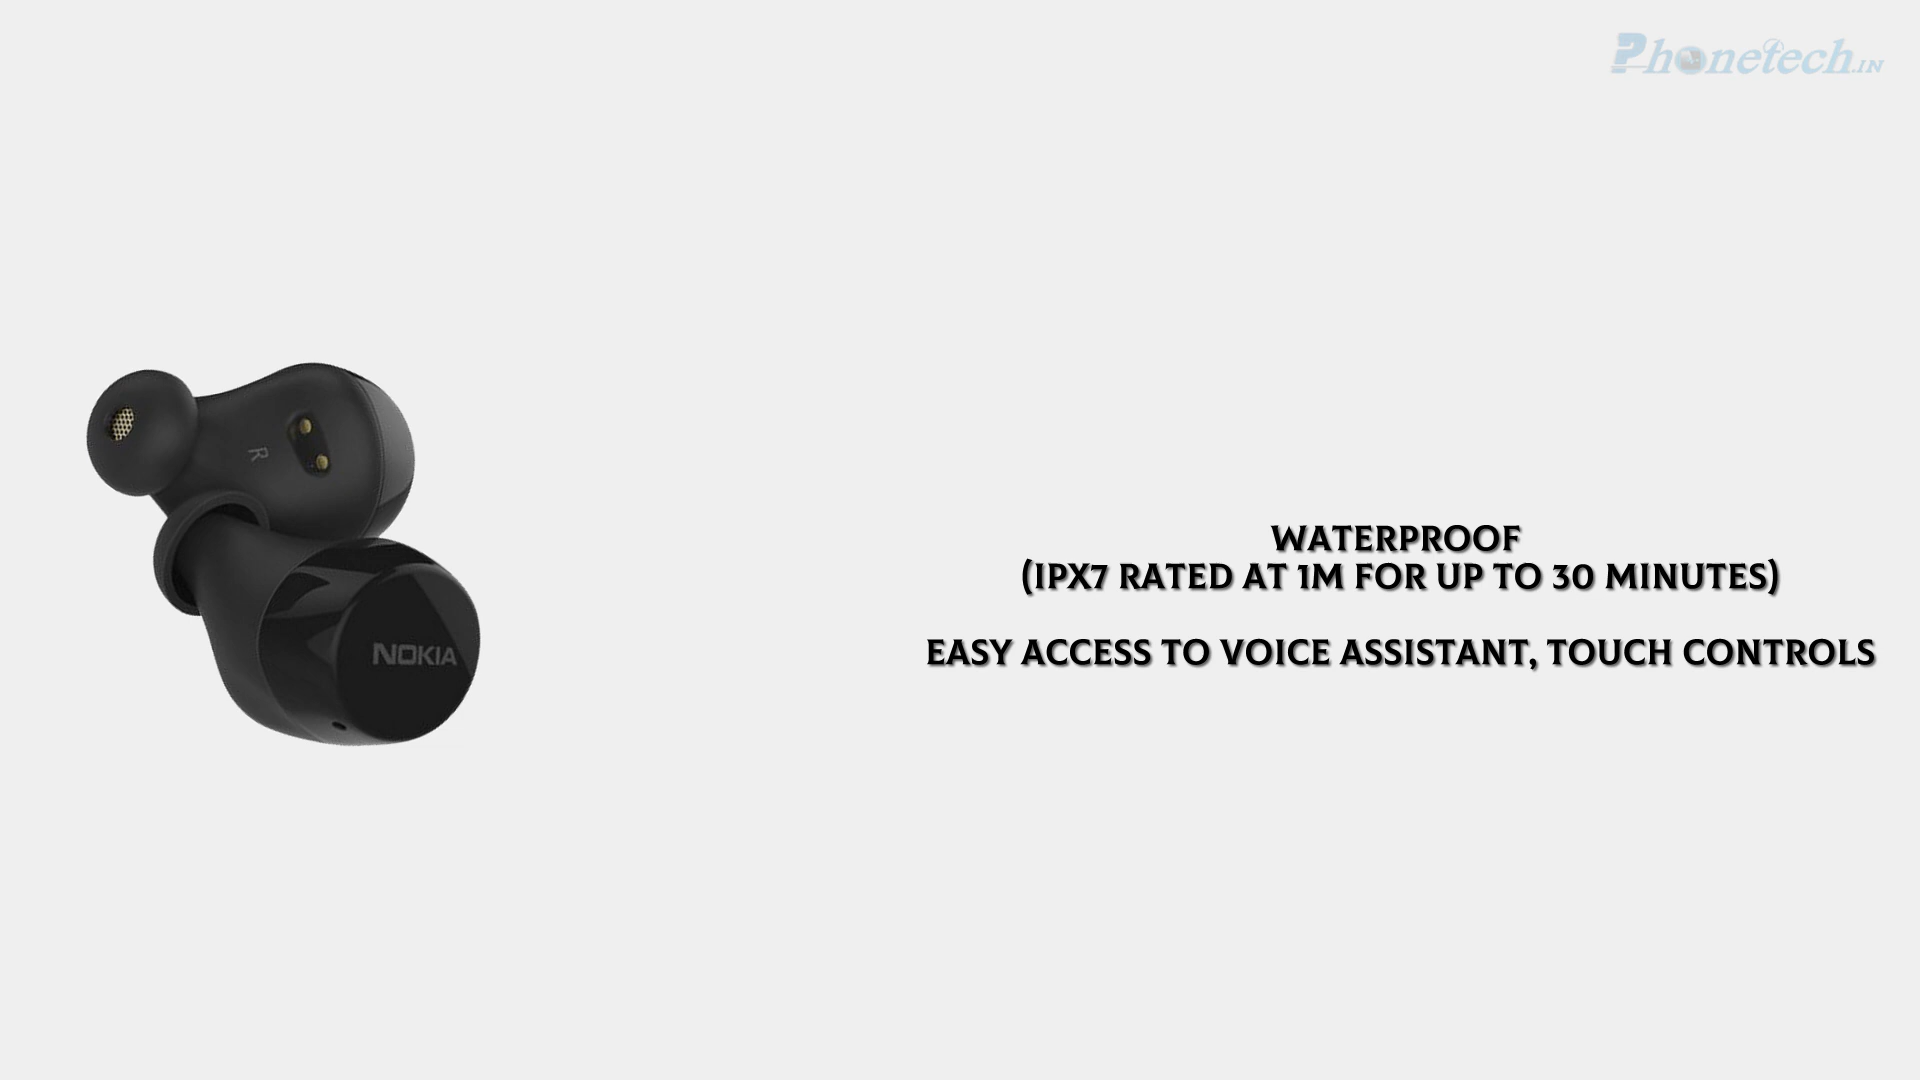 Phonetech.IN
R
NOKIA
WATERPROOF
(IPX7 RATED AT 1M FOR UP TO 30 MINUTES)
EASY ACCESS TO VOICE ASSISTANT, TOUCH CONTROLS